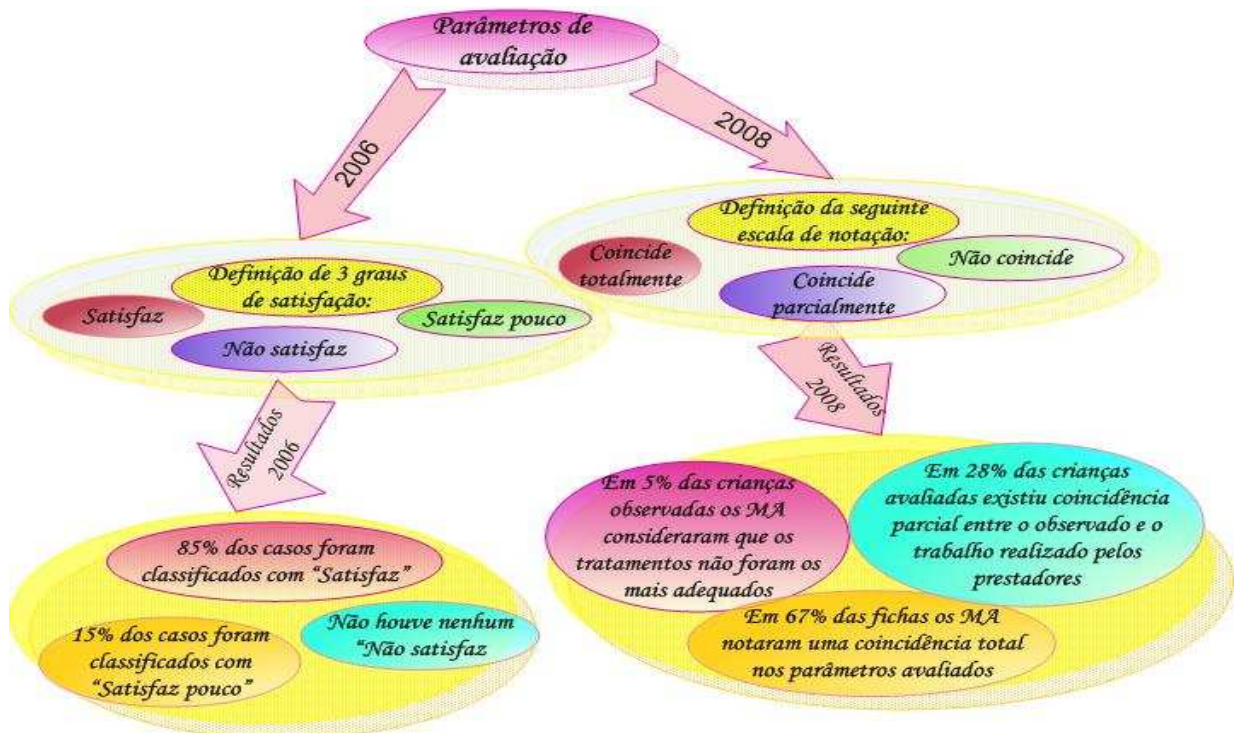 Parâmetros de
avaliação
2006
2008
Definição de 3 graus
de satisfação:
Satisfaz
Satisfaz pouco
Não satisfaz
Definição da seguinte
escala de notação:
Coincide
totalmente
Não coincide
Coincide
parcialmente
Resultados
2006
Resultados
2008
85% dos casos foram
classificados com “Satisfaz”
15% dos casos foram
classificados com
“Satisfaz pouco”
Não houve nenhum
“Não satisfaz
Em 5% das crianças
observadas os MA
consideraram que os
tratamentos não foram os
mais adequados
Em 28% das crianças
avaliadas existiu coincidência
parcial entre o observado e o
trabalho realizado pelos
prestadores
Em 67% das fichas os MA
notaram uma coincidência total
nos parâmetros avaliados